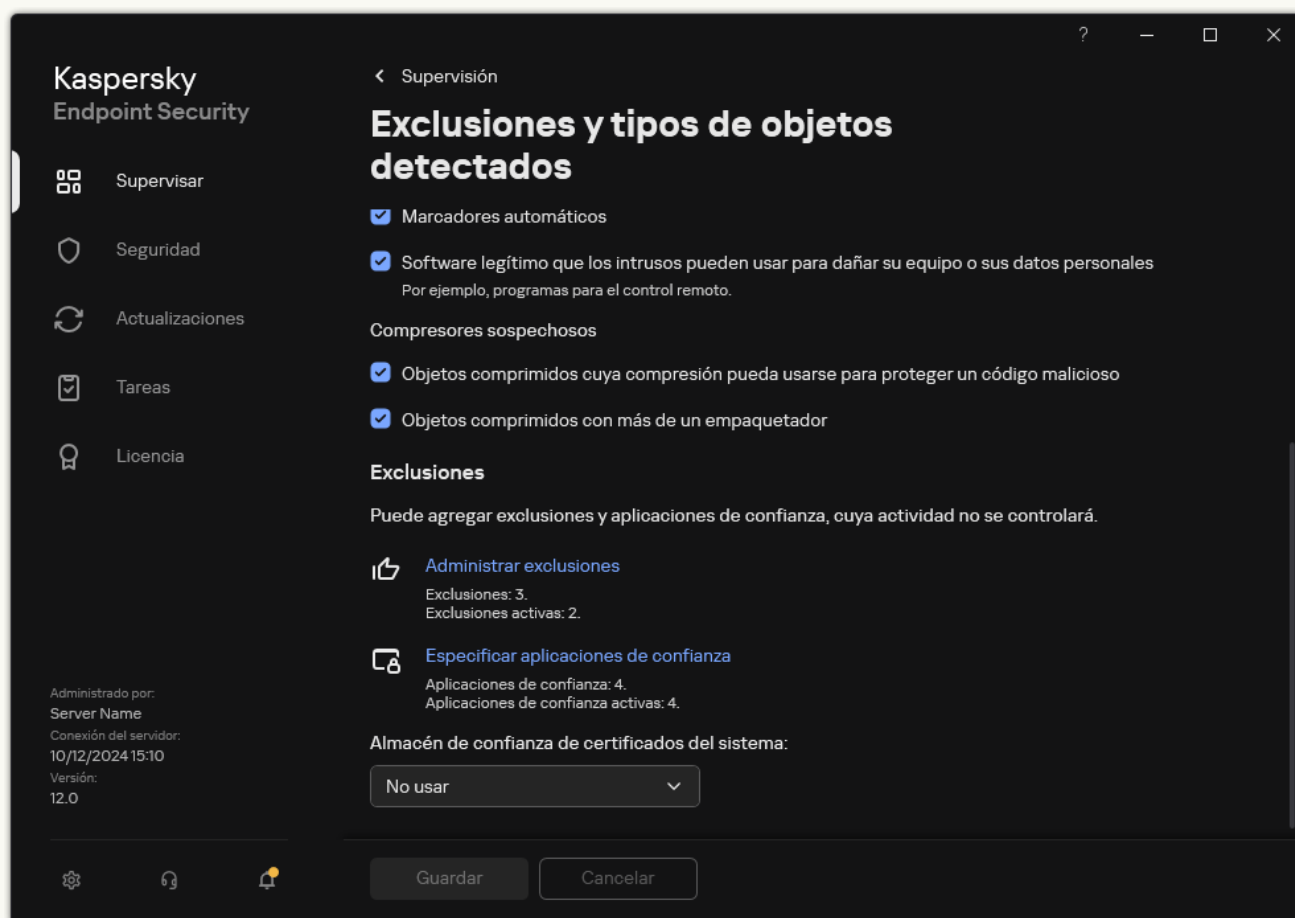 ?
Kaspersky
Endpoint Security
Supervisar
Seguridad
Actualizaciones
Tareas
Licencia
Administrado por:
Server Name
Conexión del servidor:
10/12/2024 15:10
Versión:
12.0
Supervisión
Exclusiones y tipos de objetos
detectados
Marcadores automáticos
Software legítimo que los intrusos pueden usar para dañar su equipo o sus datos personales
Por ejemplo, programas para el control remoto.
Compresores sospechosos
Objetos comprimidos cuya compresión pueda usarse para proteger un código malicioso
Objetos comprimidos con más de un empaquetador
Exclusiones
Puede agregar exclusiones y aplicaciones de confianza, cuya actividad no se controlará.
Administrar exclusiones
Exclusiones: 3.
Exclusiones activas: 2.
Especificar aplicaciones de confianza
Aplicaciones de confianza: 4.
Aplicaciones de confianza activas: 4.
Almacén de confianza de certificados del sistema:
No usar
Guardar
Cancelar